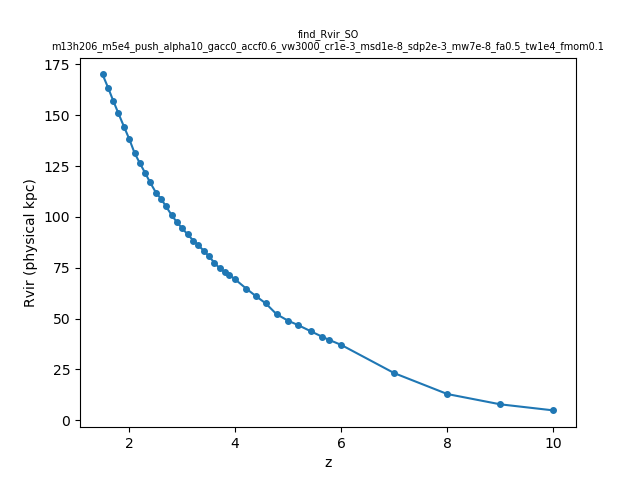 find_Rvir_SO
m13h206_m5e4_push_alpha10_gacc0_accf0.6_vw3000_cr1e-3_msd1e-8_sdp2e-3_mw7e-8_fa0.5_tw1e4_fmom0.1
175
150
125
100
75
50
25
0
Rvir (physical kpc)
2 4 6 8 10
z